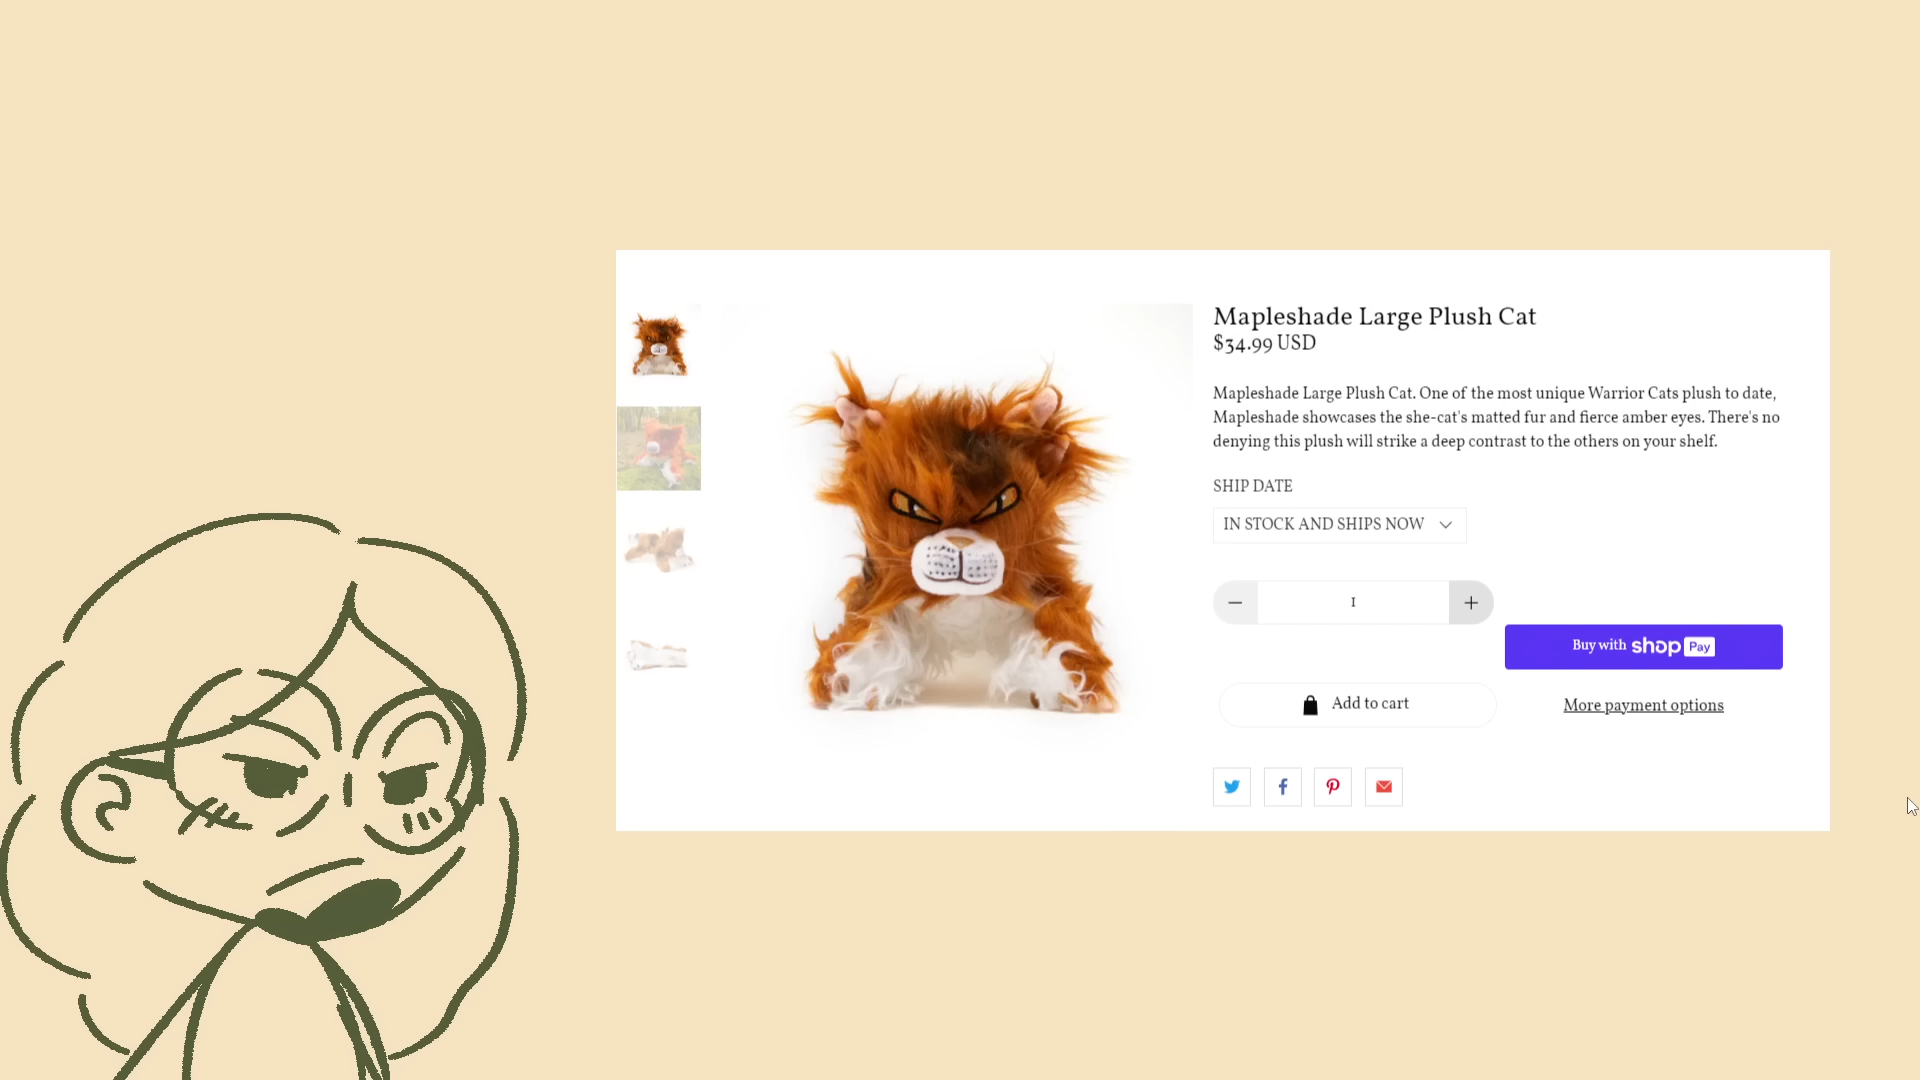 Mapleshade Large Plush Cat
$34.99 USD
Mapleshade Large Plush Cat. One of the most unique Warrior Cats plush to date,
Mapleshade showcases the she-cat's matted fur and fierce amber eyes. There's no
denying this plush will strike a deep contrast to the others on your shelf.
SHIP DATE
IN STOCK AND SHIPS NOW
1
Buy with shop Pay
Add to cart
More payment options